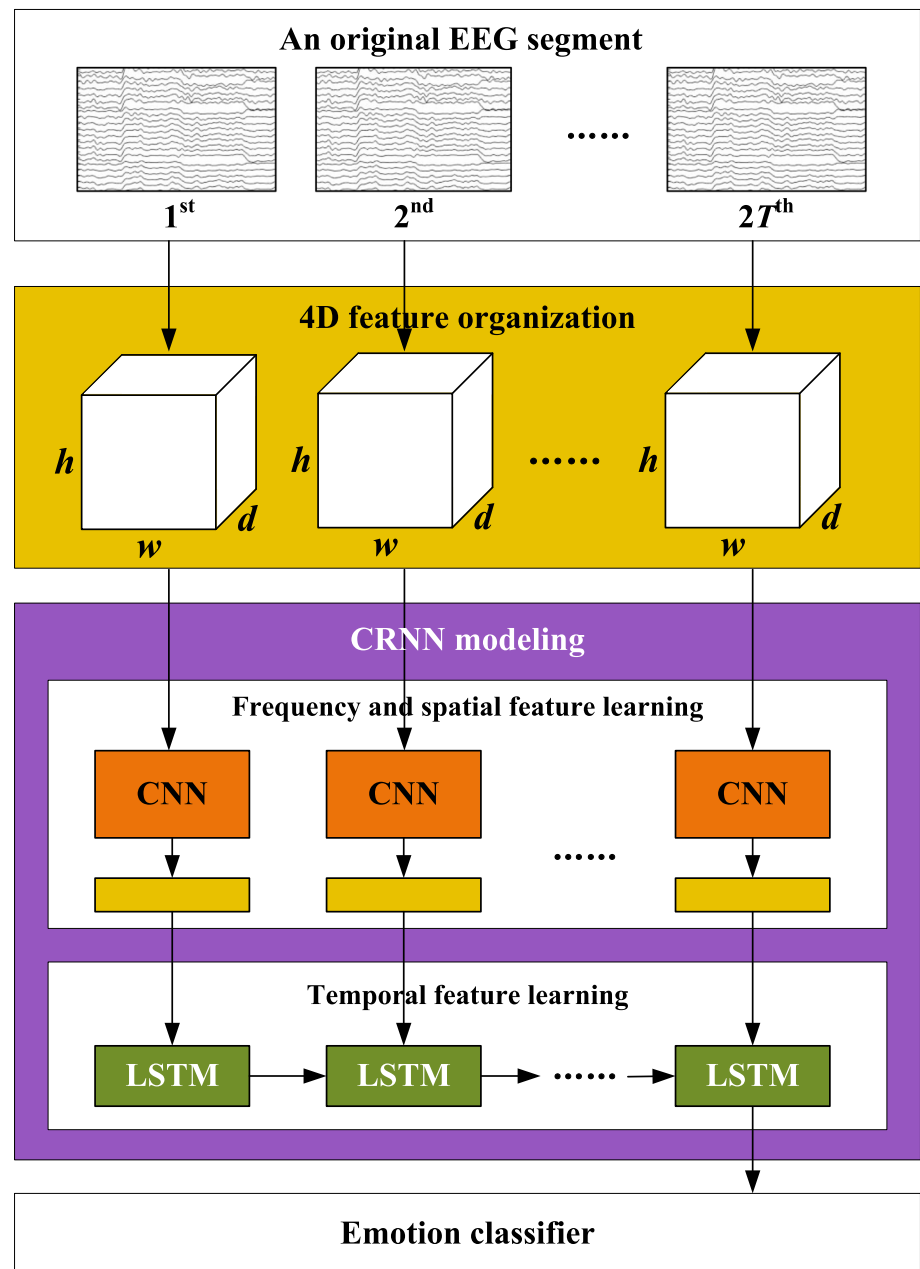 An original EEG segment
1st 2nd ...... 2Tth
4D feature organization
h h ...... h
d d d
w w w
CRNN modeling
Frequency and spatial feature learning
CNN CNN CNN
......
Temporal feature learning
LSTM LSTM ...... LSTM
Emotion classifier